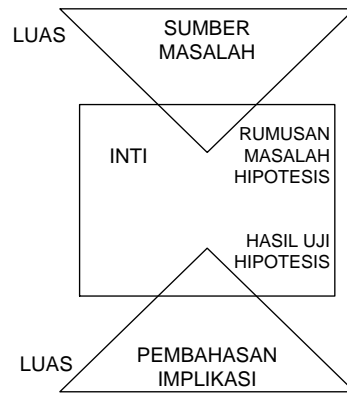 LUAS
SUMBER
MASALAH
INTI
RUMUSAN
MASALAH
HIPOTESIS
HASIL UJI
HIPOTESIS
LUAS
PEMBAHASAN
IMPLIKASI